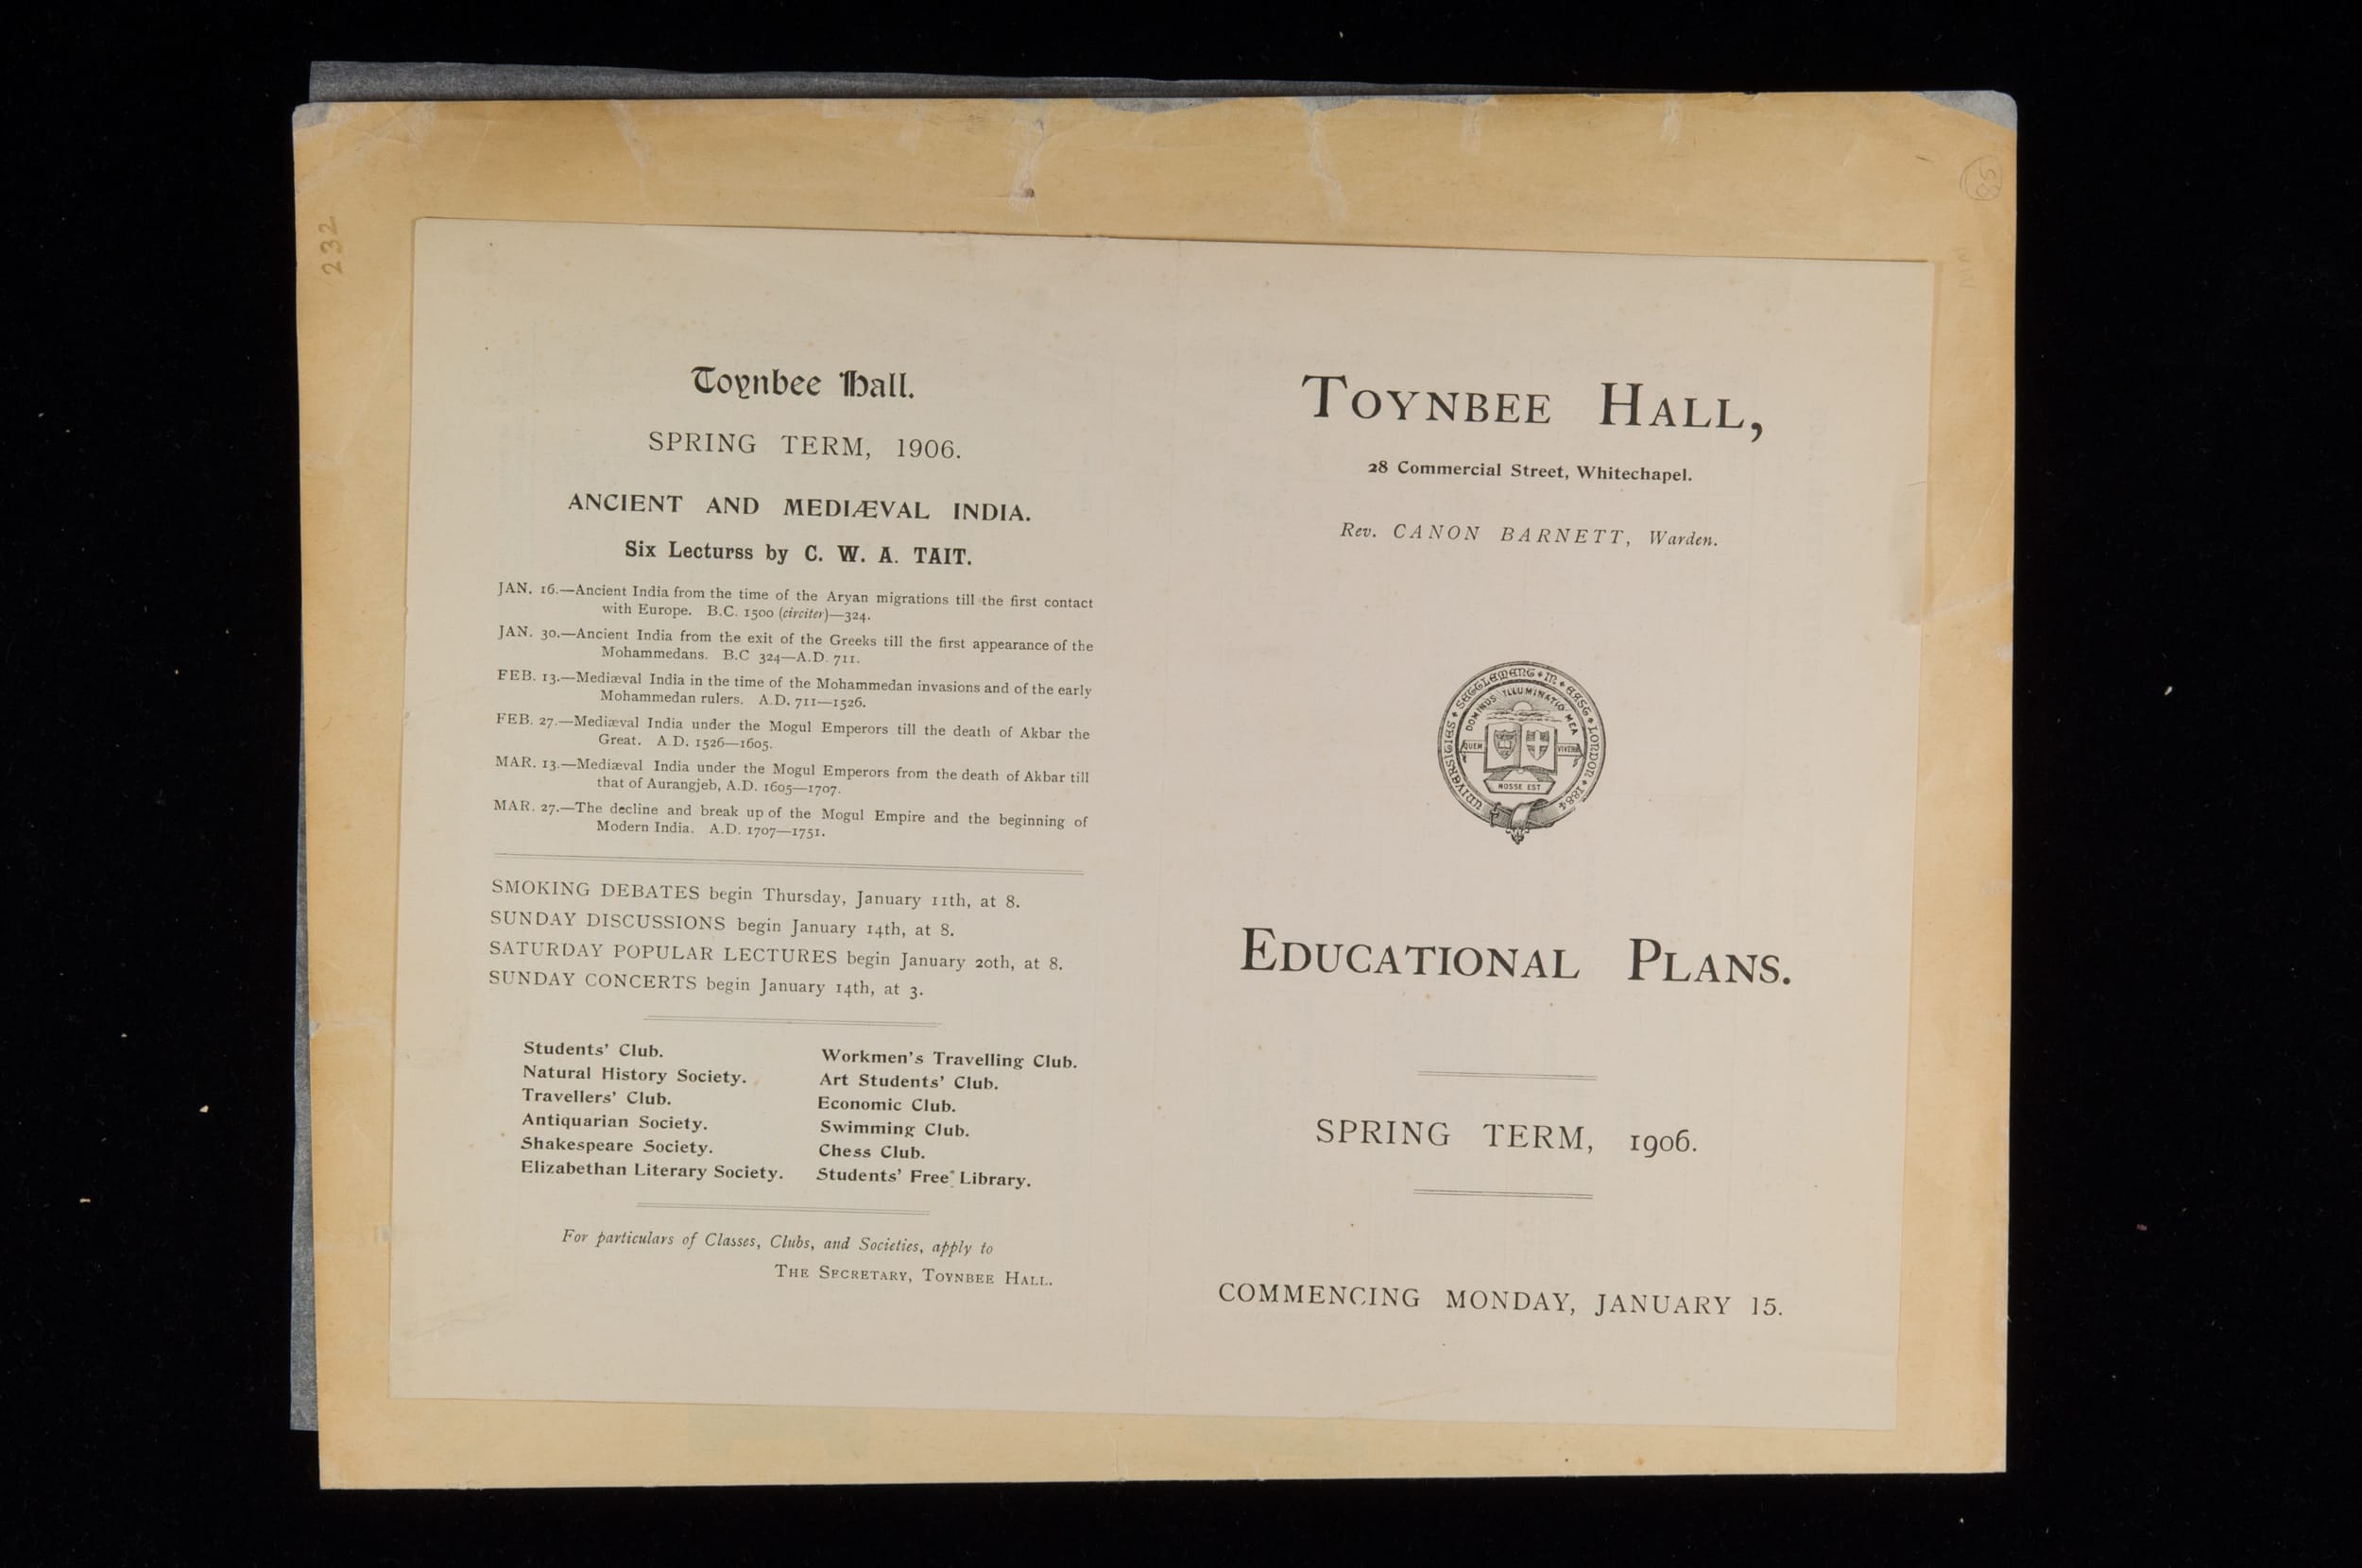 232
85
Toynbee Hall.
SPRING TERM, 1906.
ANCIENT AND MEDIÆVAL INDIA.
Six Lecturss by C. W. A. TAIT.
JAN. 16.—Ancient India from the time of the Aryan migrations till the first contact
with Europe. B.C. 1500 (circiter)—324.
JAN. 30.—Ancient India from the exit of the Greeks till the first appearance of the
Mohammedans. B.C 324—A.D. 711.
FEB. 13.—Mediæval India in the time of the Mohammedan invasions and of the early
Mohammedan rulers. A.D. 711—1526.
FEB. 27.—Mediæval India under the Mogul Emperors till the death of Akbar the
Great. A.D. 1526—1605.
MAR. 13.—Mediæval India under the Mogul Emperors from the death of Akbar till
that of Aurangjeb, A.D. 1605—1707.
MAR. 27.—The decline and break up of the Mogul Empire and the beginning of
Modern India. A.D. 1707—1751.
SMOKING DEBATES begin Thursday, January 11th, at 8.
SUNDAY DISCUSSIONS begin January 14th, at 8.
SATURDAY POPULAR LECTURES begin January 20th, at 8.
SUNDAY CONCERTS begin January 14th, at 3.
Students' Club.
Natural History Society.
Travellers' Club.
Antiquarian Society.
Shakespeare Society.
Elizabethan Literary Society.
Workmen's Travelling Club.
Art Students' Club.
Economic Club.
Swimming Club.
Chess Club.
Students' Free Library.
For particulars of Classes, Clubs, and Societies, apply to
THE SECRETARY, TOYNBEE HALL.
TOYNBEE HALL,
28 Commercial Street, Whitechapel.
Rev. CANON BARNETT, Warden.
UNIVERSITIES + SETTLEMENT + IN + EAST + LONDON + 1884
DOMINUS ILLUMINATIO MEA
QUEM
VIVERE
NOSSE EST
EDUCATIONAL PLANS.
SPRING TERM, 1906.
COMMENCING MONDAY, JANUARY 15.